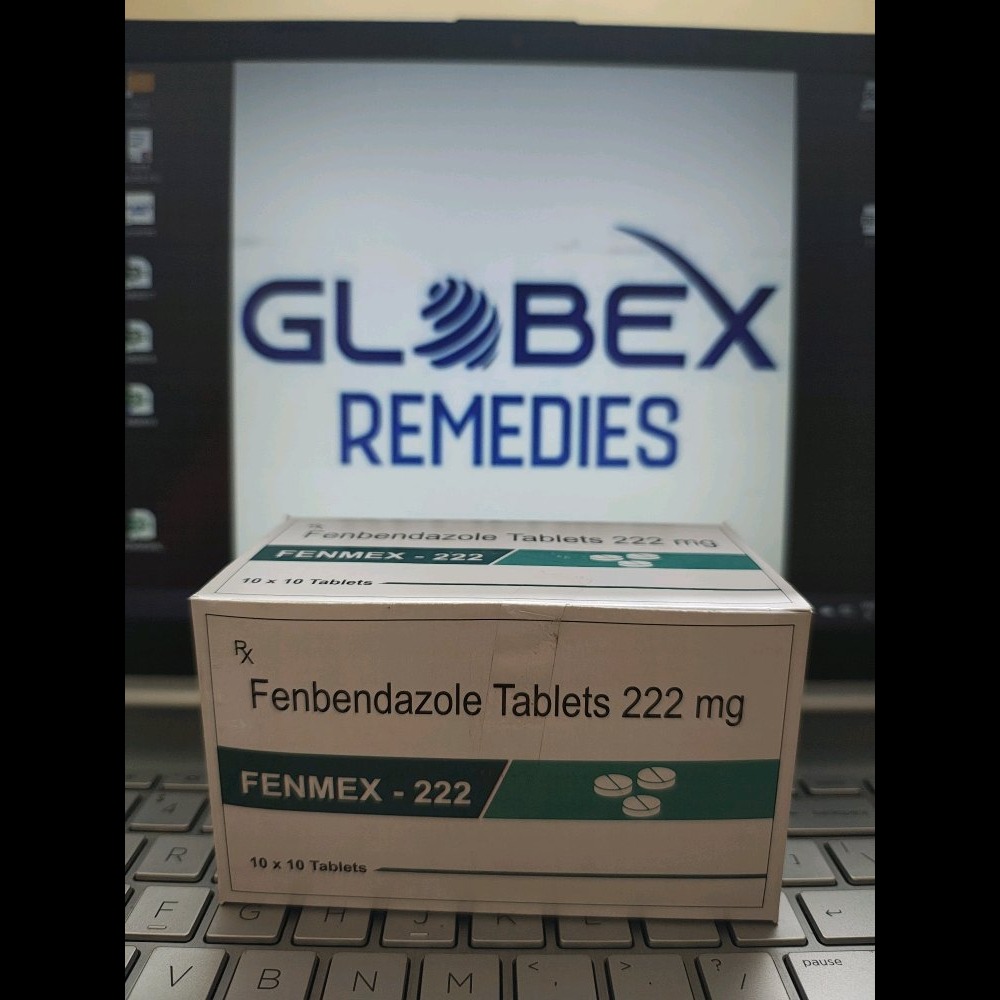 GLOBEX
REMEDIES
Rx
Fenbendazole Tablets 222 mg
FENMEX - 222
10 x 10 Tablets
Rx
Fenbendazole Tablets 222 mg
FENMEX - 222
10 x 10 Tablets
4
R
]
\
F
G
H
J
K
L
V
B
N
M
<
,
>
.
?
/
pause